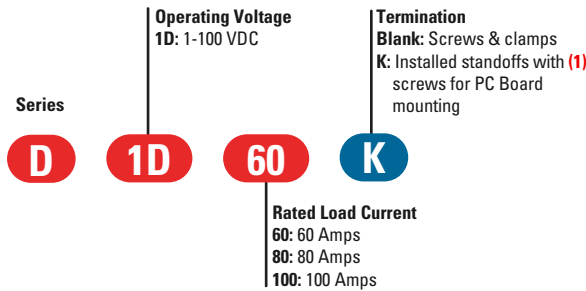 Operating Voltage
1D: 1-100 VDC
Termination
Blank: Screws & clamps
K: Installed standoffs with (1)
screws for PC Board
mounting
Series
D 1D 60 K
Rated Load Current
60: 60 Amps
80: 80 Amps
100: 100 Amps